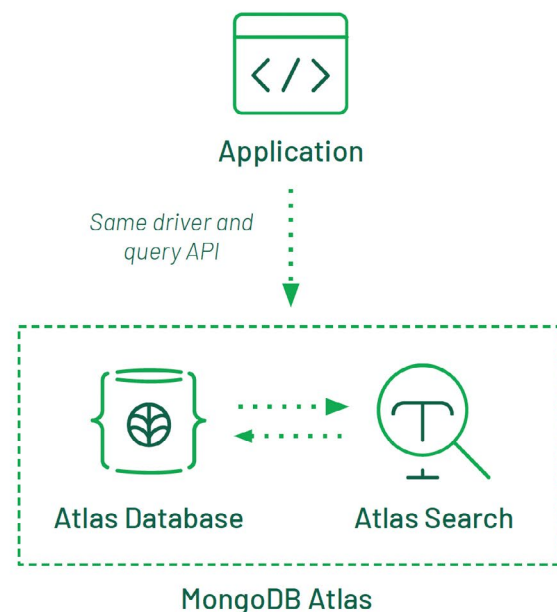 </>
Application
Same driver and
query API
Atlas Database
Atlas Search
MongoDB Atlas